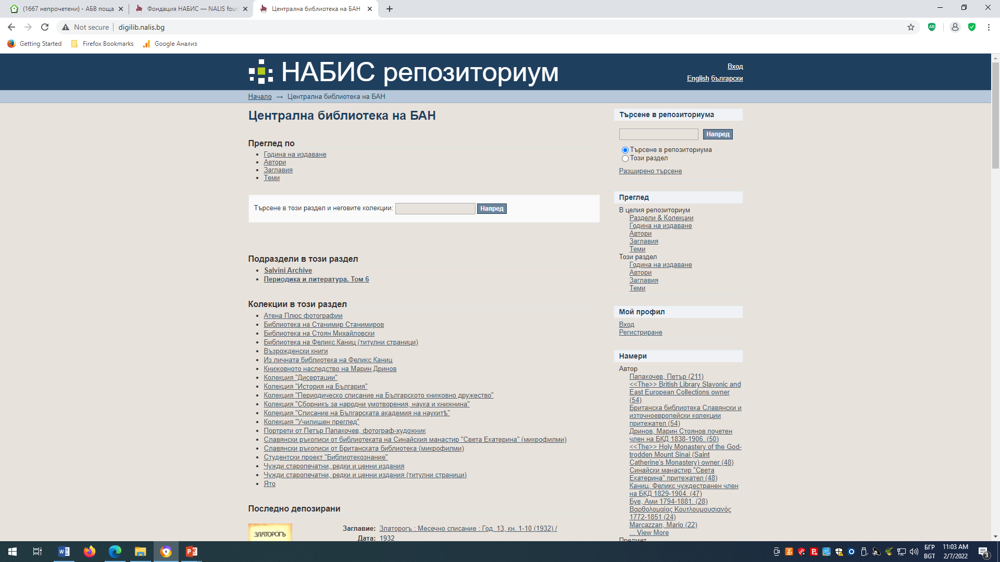 (1667 непрочетени) - АБВ поща
Фондация НАБИС — NALIS foun
Централна библиотека на БАН
Not secure
digilib.nalis.bg
Getting Started
Firefox Bookmarks
Google Анализ
НАБИС репозиториум
Вход
English български
Начало → Централна библиотека на БАН
Централна библиотека на БАН
Преглед по
Година на издаване
Автори
Заглавия
Теми
Търсене в този раздел и неговите колекции:
Напред
Подраздели в този раздел
Salvini Archive
Периодика и литература. Том 6
Колекции в този раздел
Атена Плюс фотографии
Библиотека на Станимир Станимиров
Библиотека на Стоян Михайловски
Библиотека на Феликс Каниц (титулни страници)
Възрожденски книги
Из личната библиотека на Феликс Каниц
Книжовното наследство на Марин Дринов
Колекция "Дисертации"
Колекция "История на България"
Колекция "Периодическо списание на Българското книжовно дружество"
Колекция "Сборникъ за народни умотворения, наука и книжнина"
Колекция "Списание на Българската академия на наукитѣ"
Колекция "Училищен преглед"
Портрети от Петър Папакочев, фотограф-художник
Славянски ръкописи от библиотеката на Синайския манастир "Света Екатерина" (микрофилми)
Славянски ръкописи от Британската библиотека (микрофилми)
Студентски проект "Библиотекознание"
Чужди старопечатни, редки и ценни издания
Чужди старопечатни, редки и ценни издания (титулни страници)
Ято
Последно депозирани
ЗЛАТОРОГЪ
Заглавие: Златорогъ : Месечно списание : Год. 13, кн. 1-10 (1932) /
Дата: 1932
Търсене в репозиториума
Напред
Търсене в репозиториума
Този раздел
Разширено търсене
Преглед
В целия репозиториум
Раздели & Колекции
Година на издаване
Автори
Заглавия
Теми
Този раздел
Година на издаване
Автори
Заглавия
Теми
Мой профил
Вход
Регистриране
Намери
Автор
Папакочев, Петър (211)
<<The>> British Library Slavonic and
East European Collections owner
(54)
Британска библиотека Славянски и
източноевропейски колекции
притежател (54)
Дринов, Марин Стоянов почетен
член на БКД 1838-1906. (50)
<<The>> Holy Monastery of the God-
trodden Mount Sinai (Saint
Catherine’s Monastery) owner (48)
Синайски манастир "Света
Екатерина" притежател (48)
Каниц, Феликс чуждестранен член
на БКД 1829-1904. (47)
Буе, Ами 1794-1881. (28)
Βαρθολομαίος Κουτλουμουσιανός
1772-1851 (24)
Marcazzan, Mario (22)
... View More
Предмет
БГР
BGT
11:03 AM
2/7/2022
3